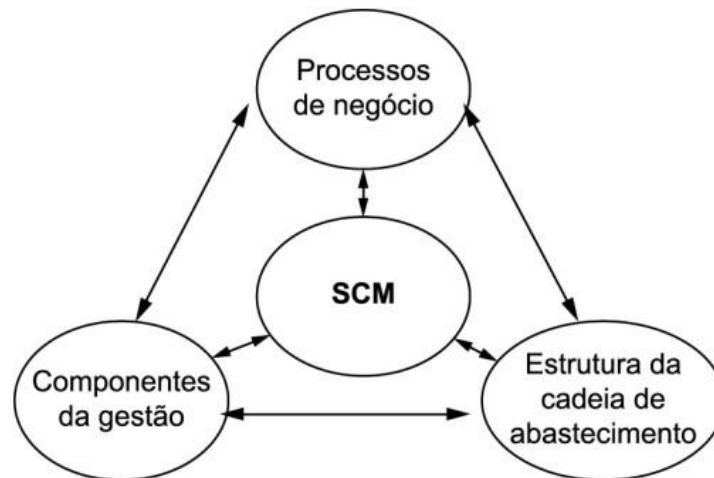 Processos
de negócio
SCM
Componentes
da gestão
Estrutura da
cadeia de
abastecimento